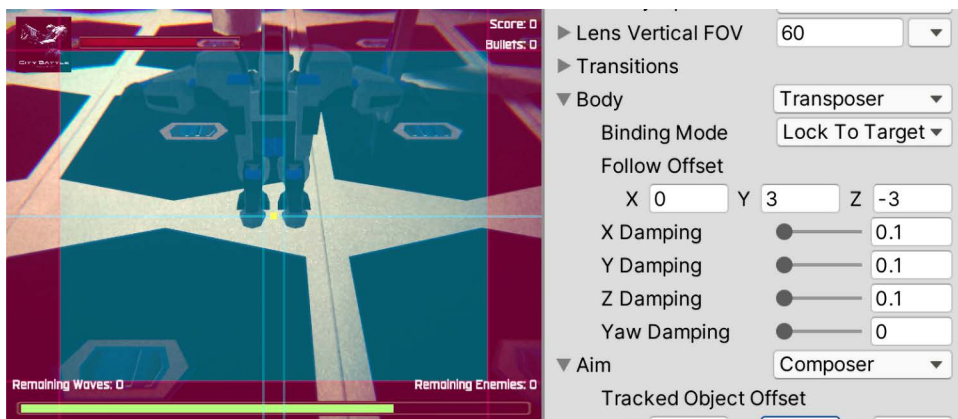 CITY BATTLE
Score: 0
Bullets: 0
Remaining Waves: 0
Remaining Enemies: 0
Lens Vertical FOV 60
Transitions
Body Transposer
Binding Mode Lock To Target
Follow Offset
X 0 Y 3 Z -3
X Damping 0.1
Y Damping 0.1
Z Damping 0.1
Yaw Damping 0
Aim Composer
Tracked Object Offset